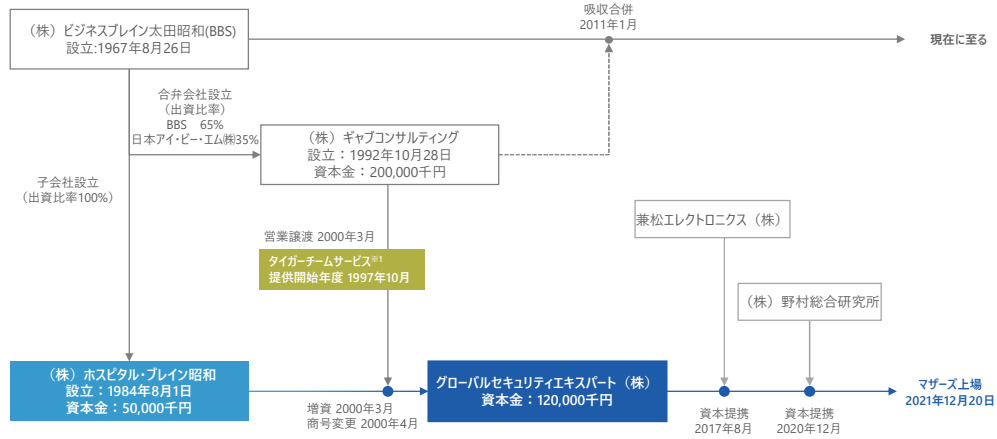 吸収合併
2011年1月
（株）ビジネスブレイン太田昭和(BBS)
設立:1967年8月26日
現在に至る
合弁会社設立
（出資比率）
BBS　65%
日本アイ・ビー・エム㈱35%
（株）ギャブコンサルティング
設立：1992年10月28日
資本金：200,000千円
子会社設立
（出資比率100%）
営業譲渡 2000年3月
タイガーチームサービス※1
提供開始年度 1997年10月
兼松エレクトロニクス（株）
（株）野村総合研究所
（株）ホスピタル・ブレイン昭和
設立：1984年8月1日
資本金：50,000千円
増資 2000年3月
商号変更 2000年4月
グローバルセキュリティエキスパート（株）
資本金：120,000千円
資本提携
2017年8月
資本提携
2020年12月
マザーズ上場
2021年12月20日